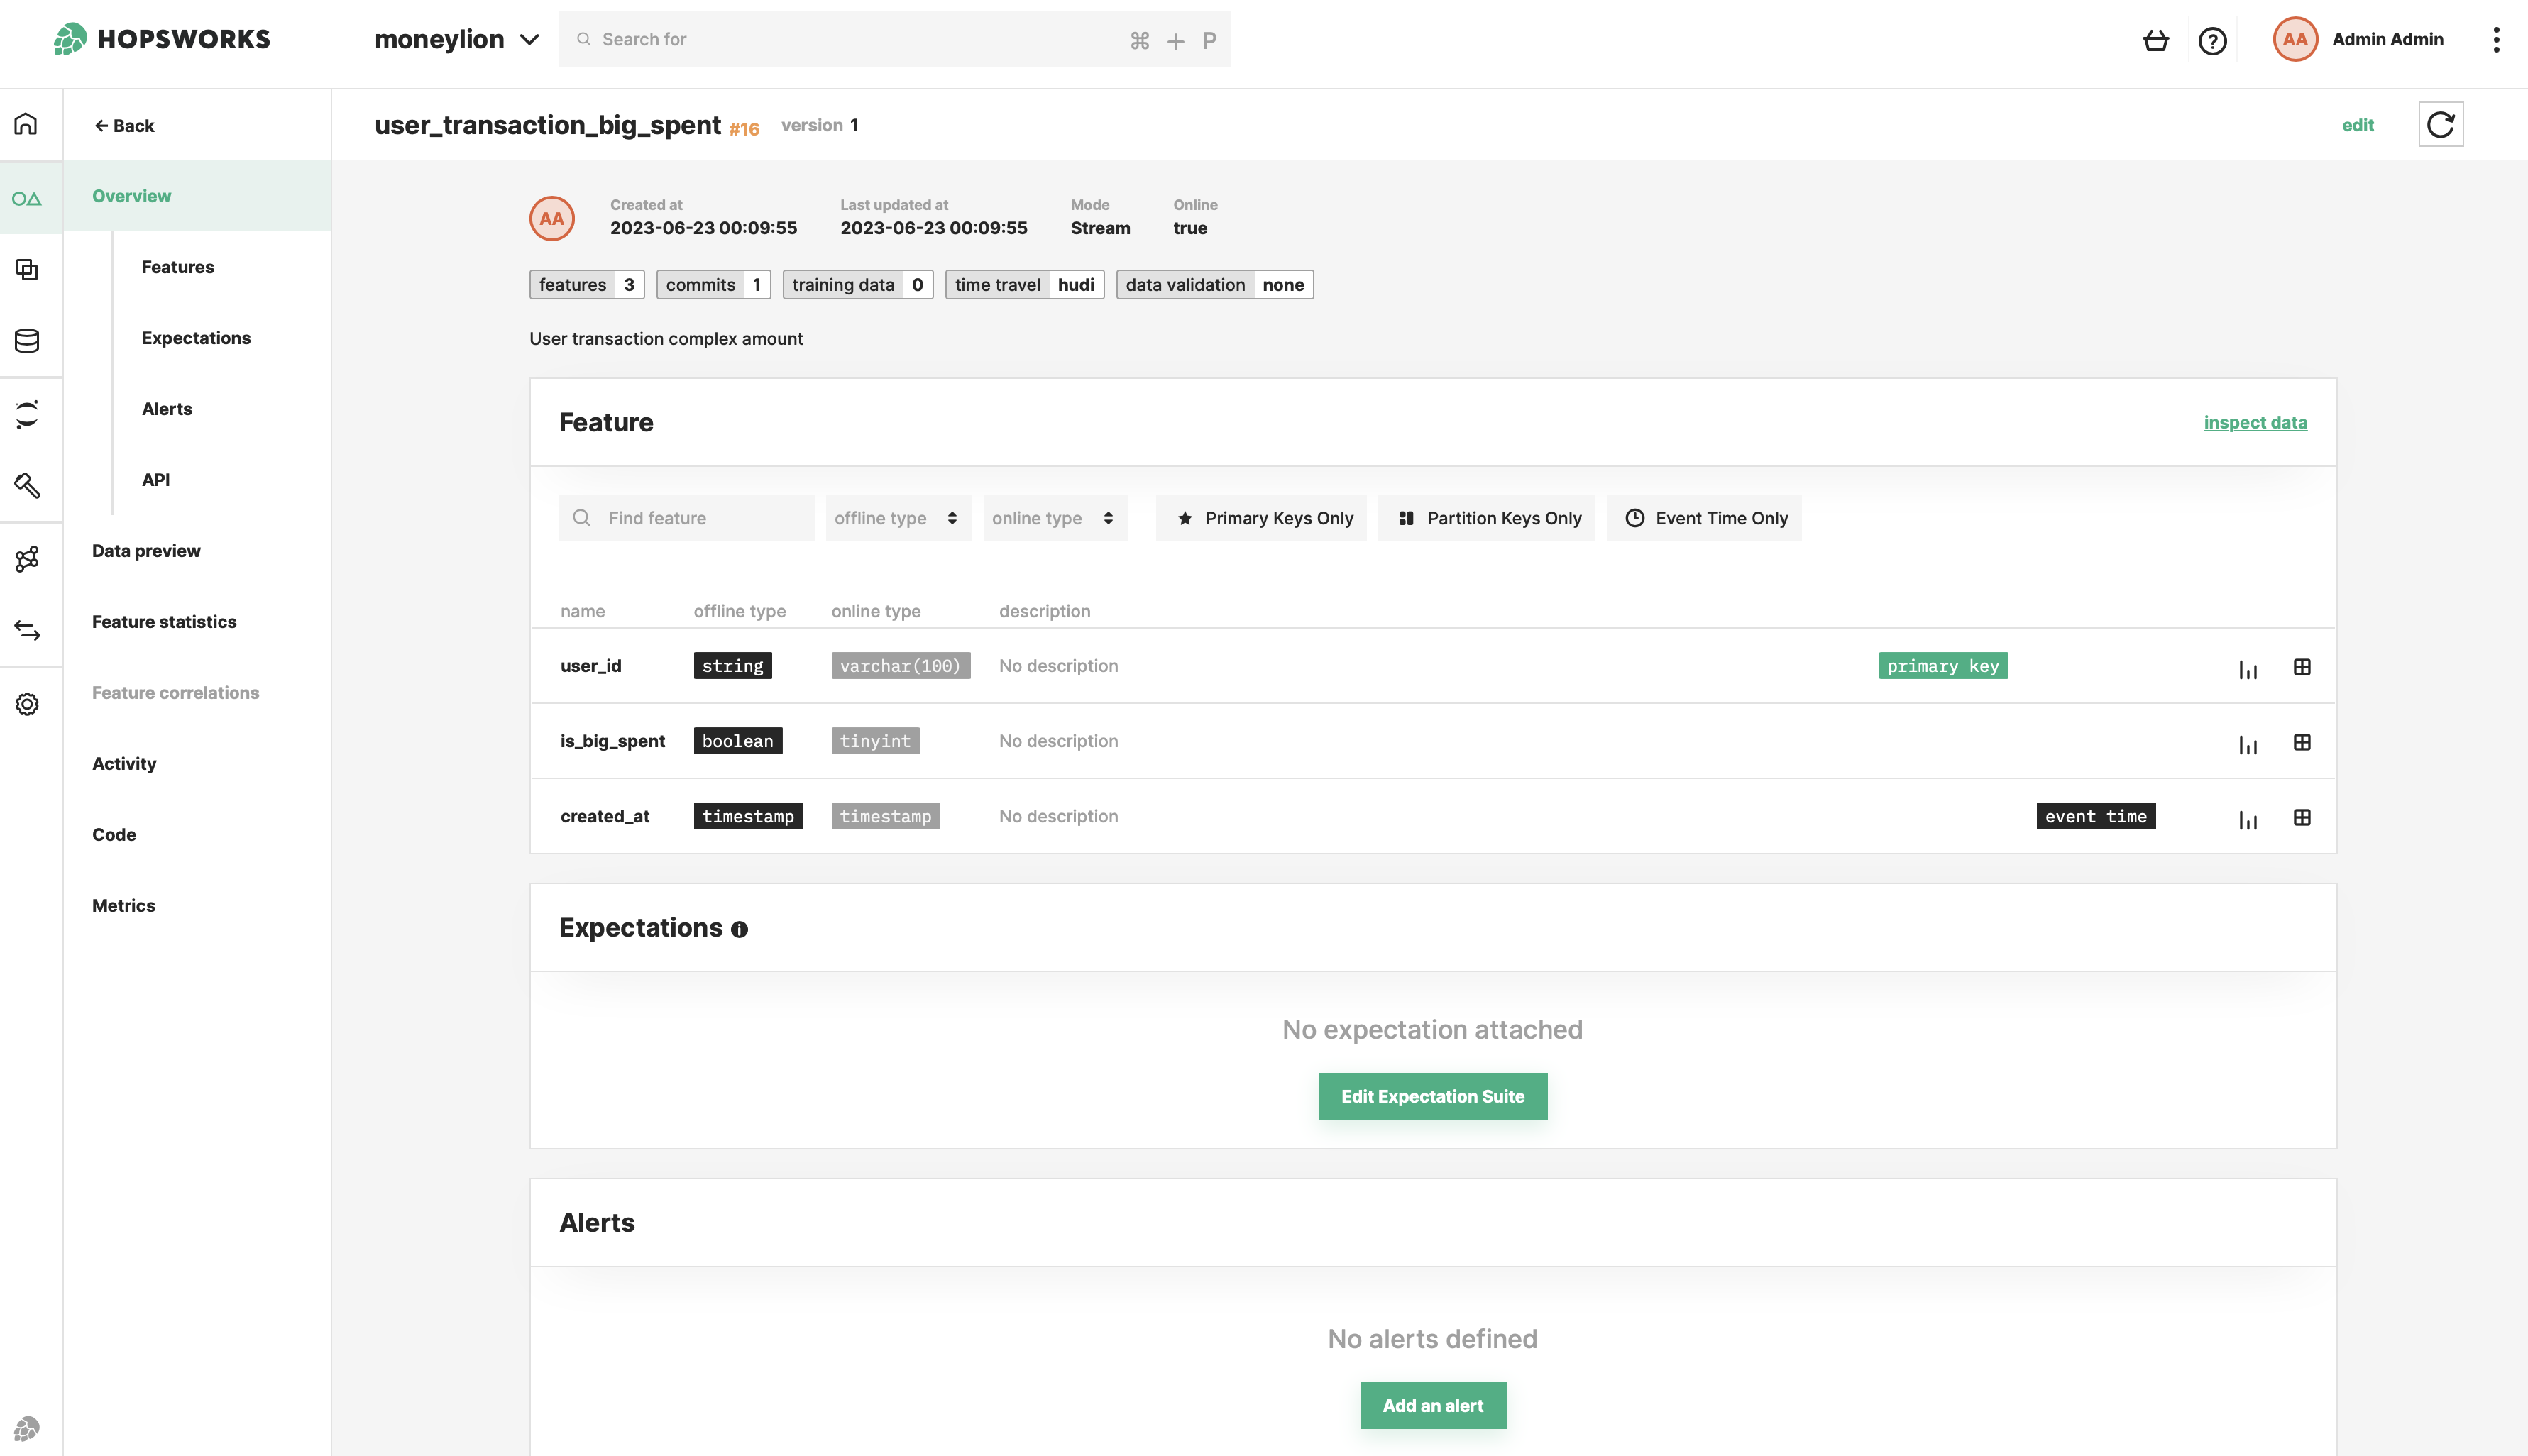 HOPSWORKS
moneylion
Search for
⌘ + P
?
AA
Admin Admin
← Back
Overview
Features
Expectations
Alerts
API
Data preview
Feature statistics
Feature correlations
Activity
Code
Metrics
user_transaction_big_spent #16 version 1
edit
AA
Created at
2023-06-23 00:09:55
Last updated at
2023-06-23 00:09:55
Mode
Stream
Online
true
features 3 commits 1 training data 0 time travel hudi data validation none
User transaction complex amount
Feature
inspect data
Find feature offline type online type Primary Keys Only Partition Keys Only Event Time Only
name offline type online type description
user_id string varchar(100) No description primary key
is_big_spent boolean tinyint No description
created_at timestamp timestamp No description event time
Expectations
No expectation attached
Edit Expectation Suite
Alerts
No alerts defined
Add an alert